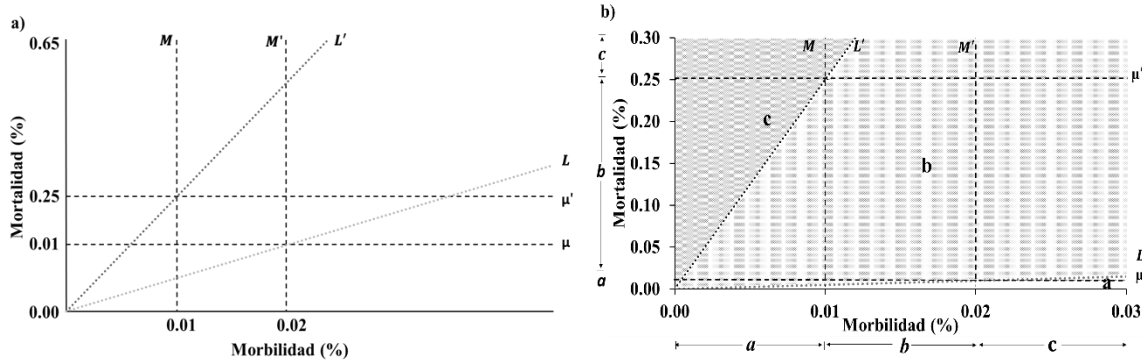 a)
Mortalidad (%)
0.65
0.25
0.01
0.00
M
M'
L'
L
μ'
μ
0.01
0.02
Morbilidad (%)
b)
c
b
a
Mortalidad (%)
0.30
0.25
0.20
0.15
0.10
0.05
0.00
M
L'
M'
μ'
c
b
L
μ
a
0.00
0.01
0.02
0.03
Morbilidad (%)
a
b
c